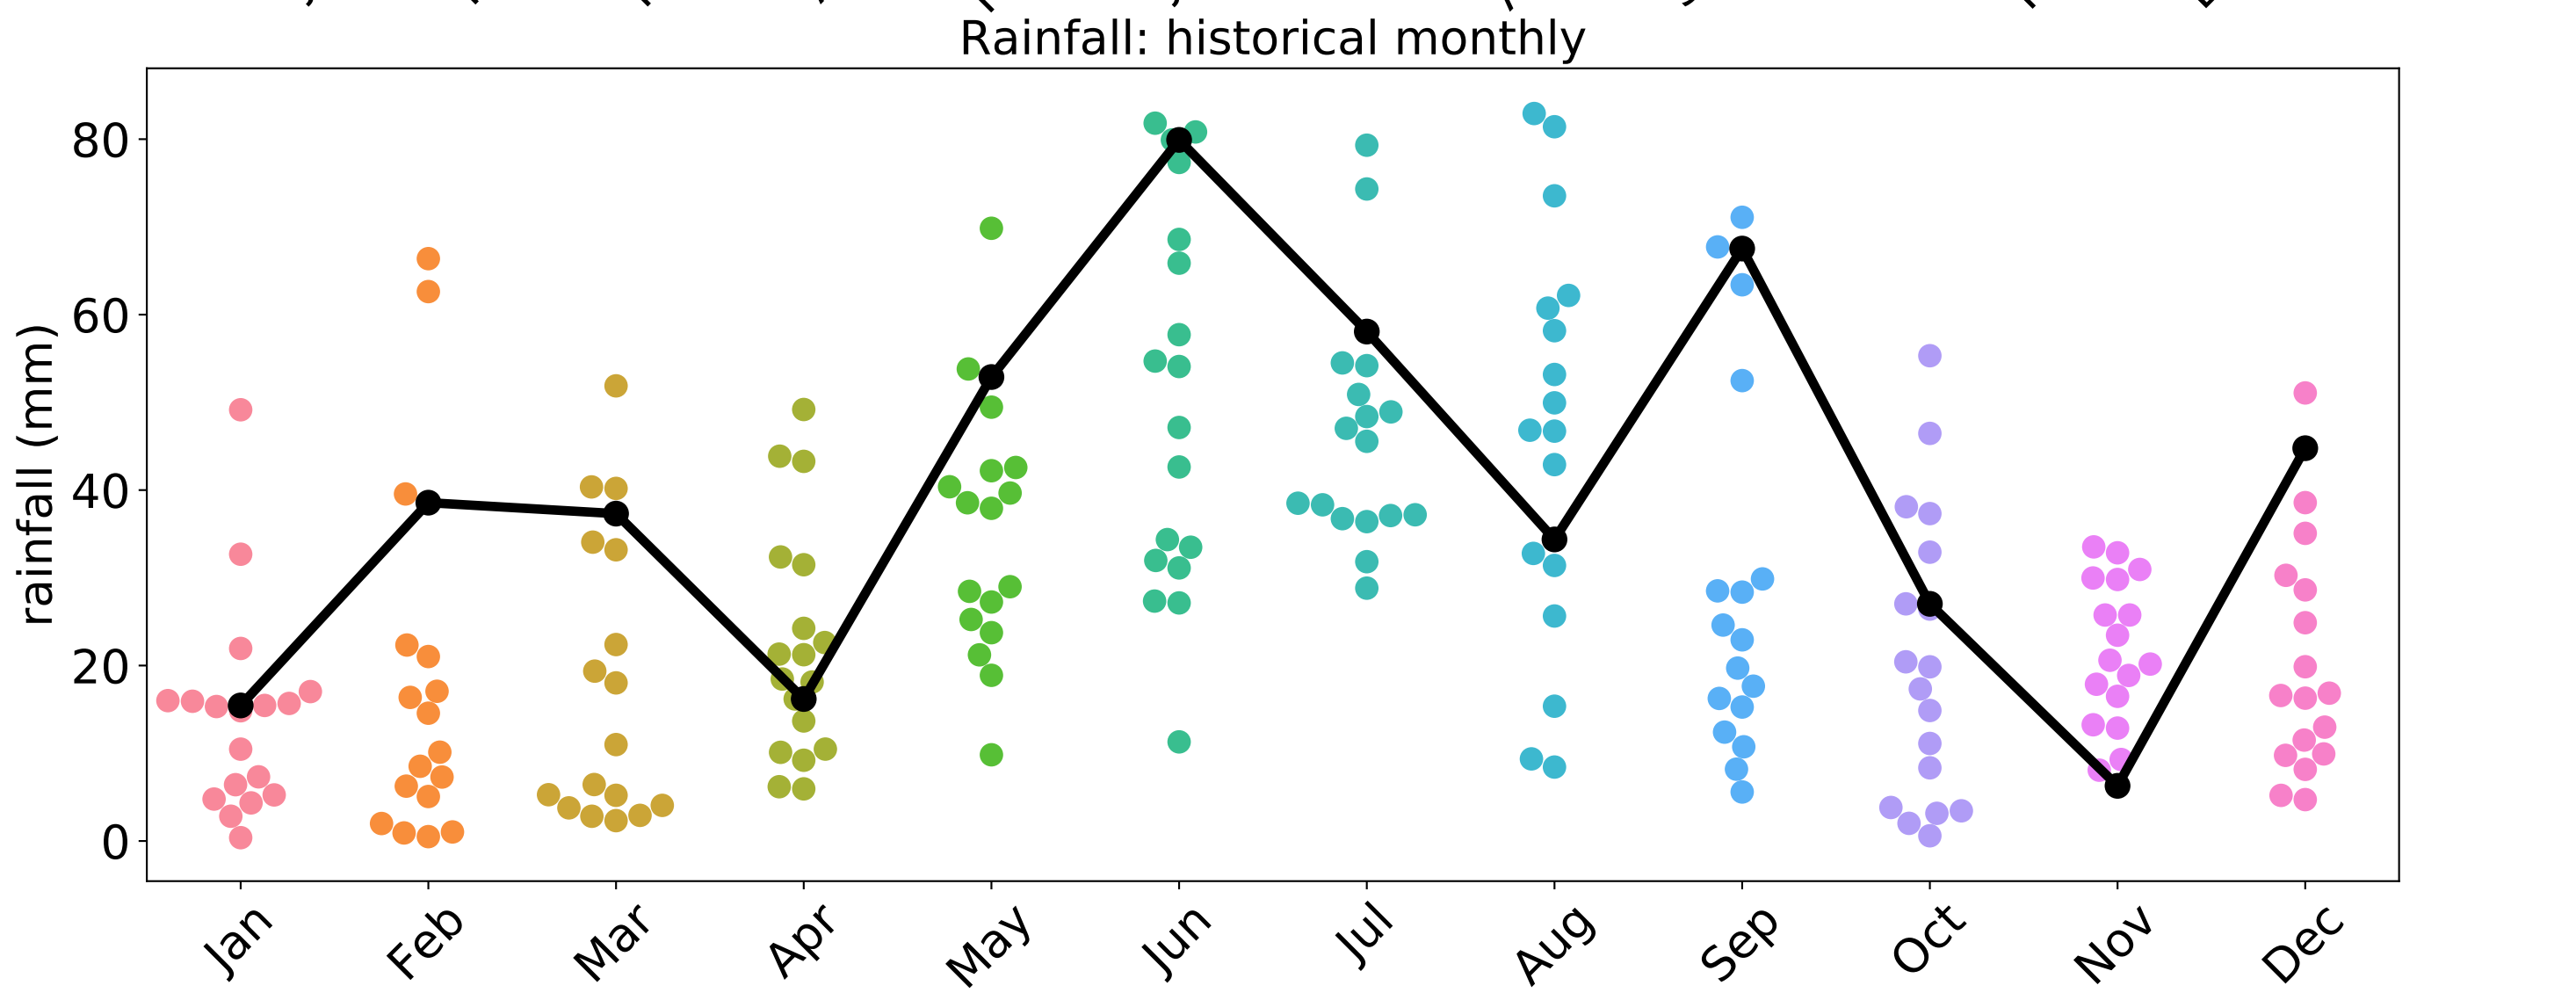 Rainfall: historical monthly
rainfall (mm)
80
60
40
20
0
Jan
Feb
Mar
Apr
May
Jun
Jul
Aug
Sep
Oct
Nov
Dec